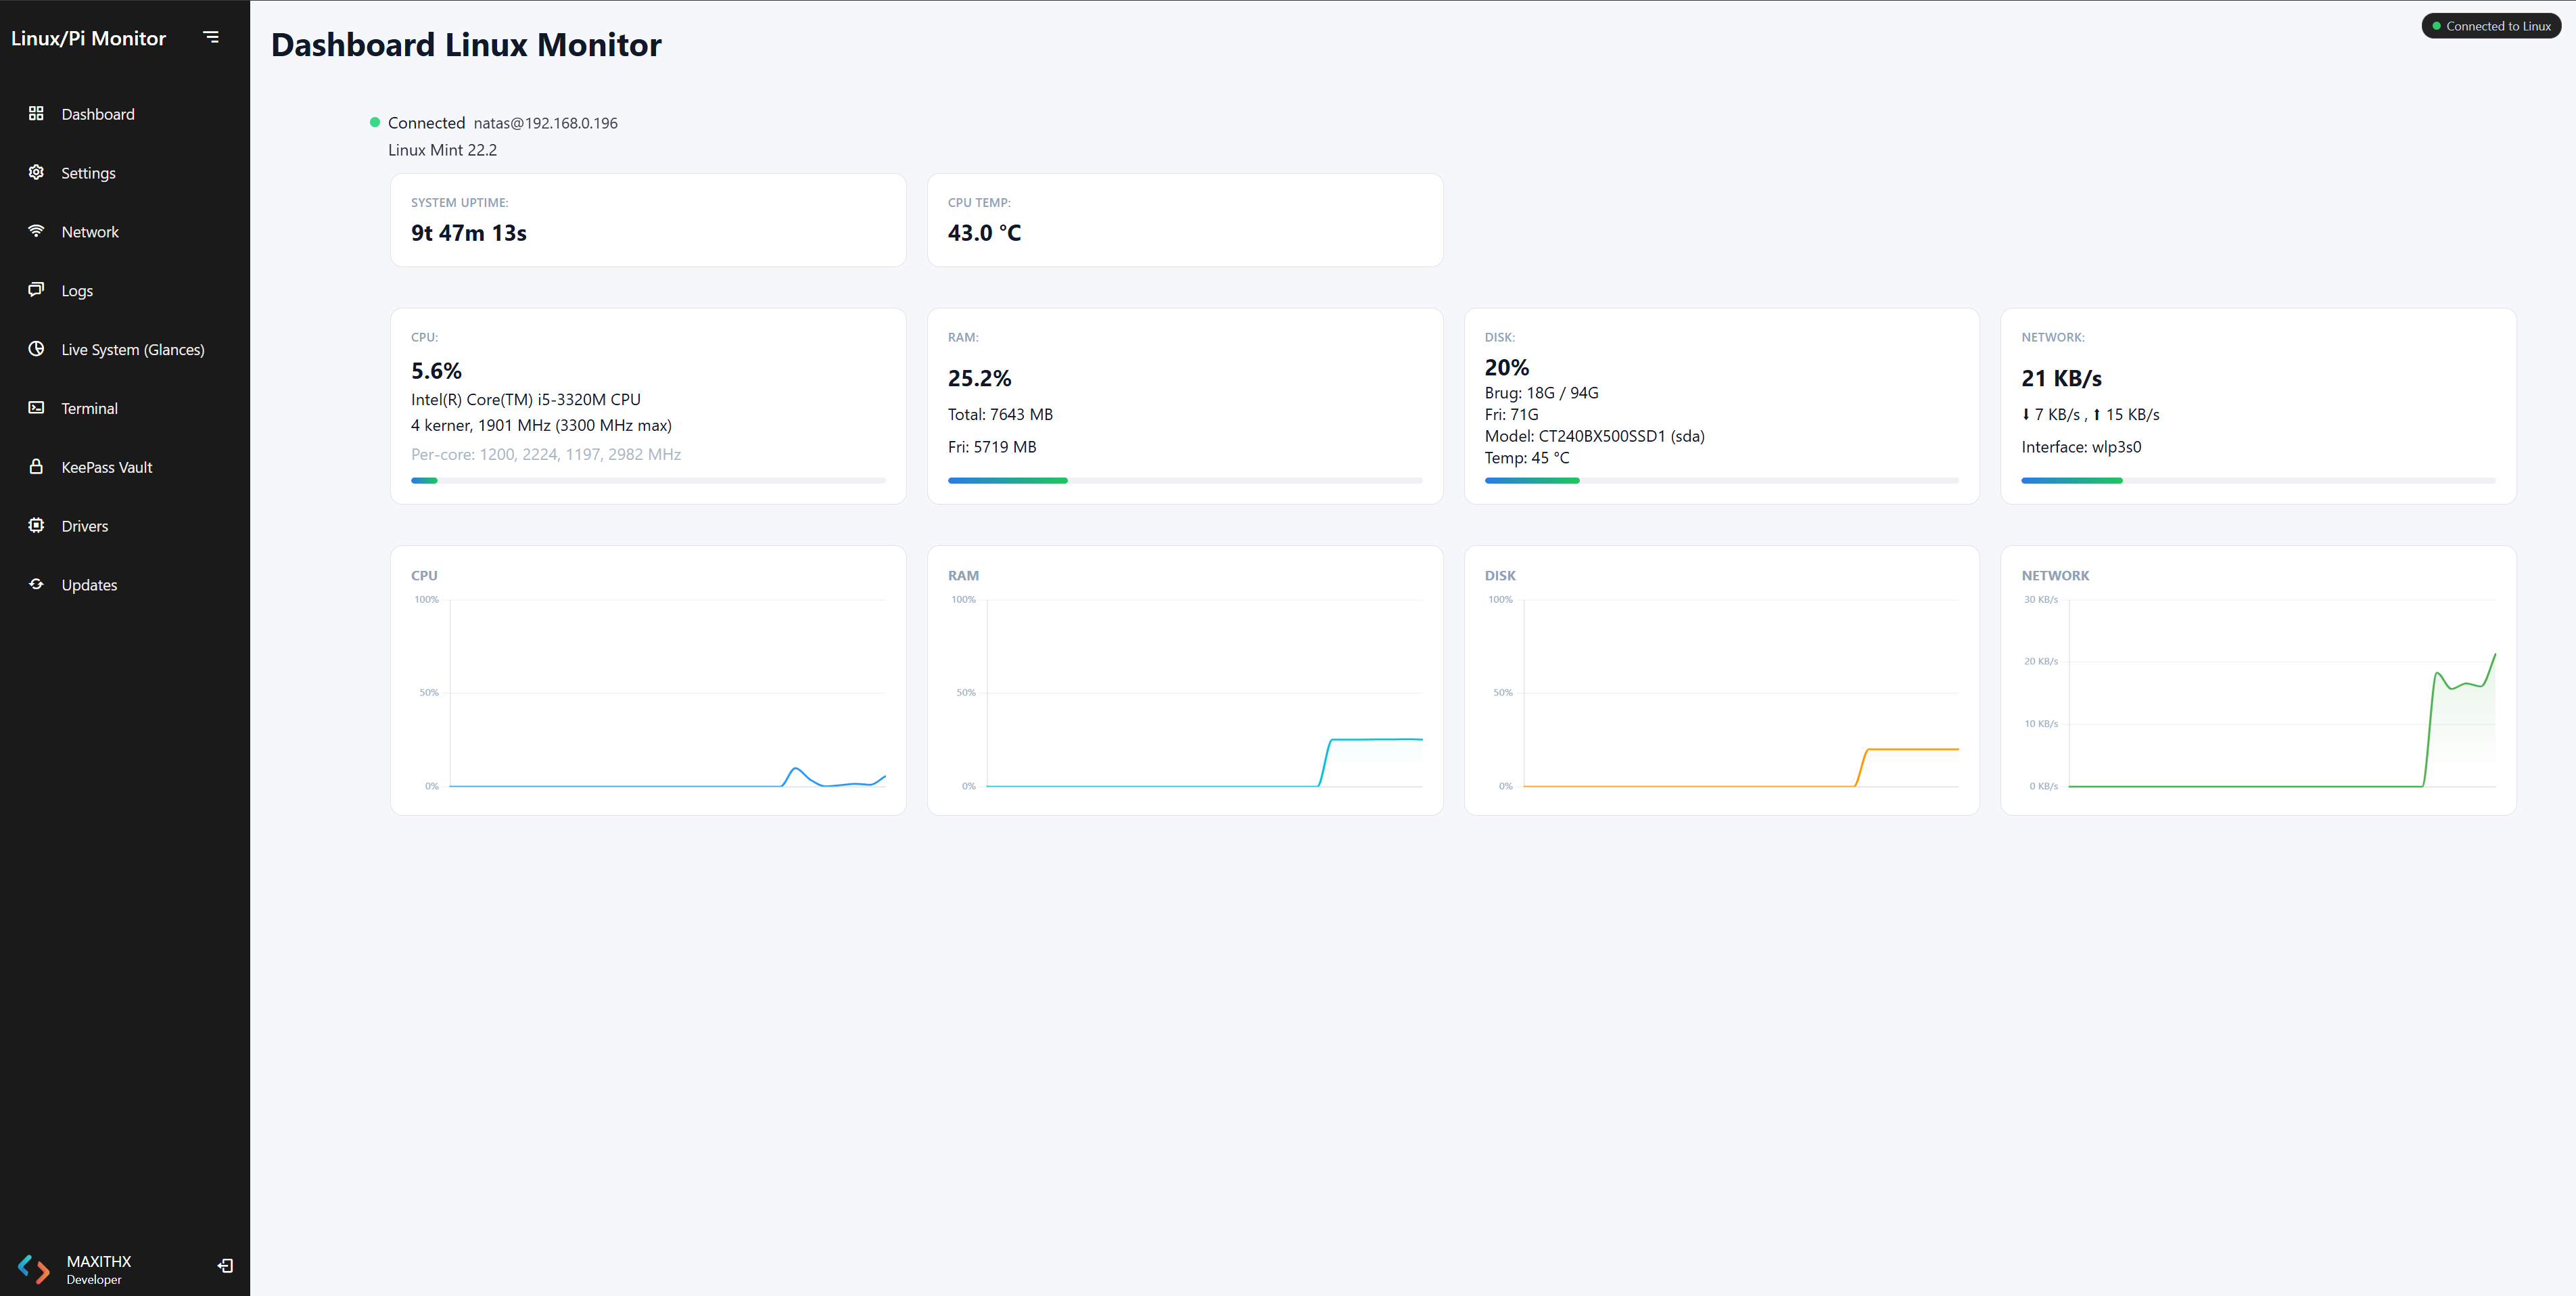 Linux/Pi Monitor
Dashboard
Settings
Network
Logs
Live System (Glances)
Terminal
KeePass Vault
Drivers
Updates
MAXITHX
Developer
Dashboard Linux Monitor
Connected to Linux
Connected natas@192.168.0.196
Linux Mint 22.2
SYSTEM UPTIME:
9t 47m 13s
CPU TEMP:
43.0 °C
CPU:
5.6%
Intel(R) Core(TM) i5-3320M CPU
4 kerner, 1901 MHz (3300 MHz max)
Per-core: 1200, 2224, 1197, 2982 MHz
RAM:
25.2%
Total: 7643 MB
Fri: 5719 MB
DISK:
20%
Brug: 18G / 94G
Fri: 71G
Model: CT240BX500SSD1 (sda)
Temp: 45 °C
NETWORK:
21 KB/s
⬇ 7 KB/s , ⬆ 15 KB/s
Interface: wlp3s0
CPU
100%
50%
0%
RAM
100%
50%
0%
DISK
100%
50%
0%
NETWORK
30 KB/s
20 KB/s
10 KB/s
0 KB/s